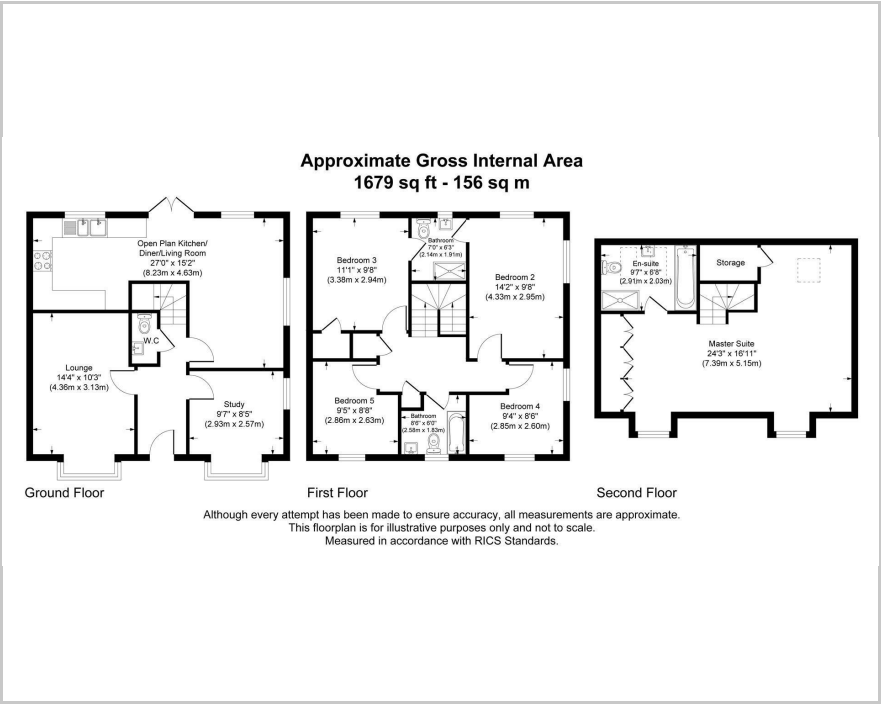 Approximate Gross Internal Area
1679 sq ft - 156 sq m
Open Plan Kitchen/
Diner/Living Room
27'0" x 15'2"
(8.23m x 4.63m)
W.C
Lounge
14'4" x 10'3"
(4.36m x 3.13m)
Study
9'7" x 8'5"
(2.93m x 2.57m)
Ground Floor
Bedroom 3
11'1" x 9'8"
(3.38m x 2.94m)
Bathroom
7'0" x 6'3"
(2.14m x 1.91m)
Bedroom 2
14'2" x 9'8"
(4.33m x 2.95m)
Bedroom 5
9'5" x 8'8"
(2.86m x 2.63m)
Bathroom
8'6" x 6'0"
(2.58m x 1.83m)
Bedroom 4
9'4" x 8'6"
(2.85m x 2.60m)
First Floor
En-suite
9'7" x 6'8"
(2.91m x 2.03m)
Storage
Master Suite
24'3" x 16'11"
(7.39m x 5.15m)
Second Floor
Although every attempt has been made to ensure accuracy, all measurements are approximate.
This floorplan is for illustrative purposes only and not to scale.
Measured in accordance with RICS Standards.